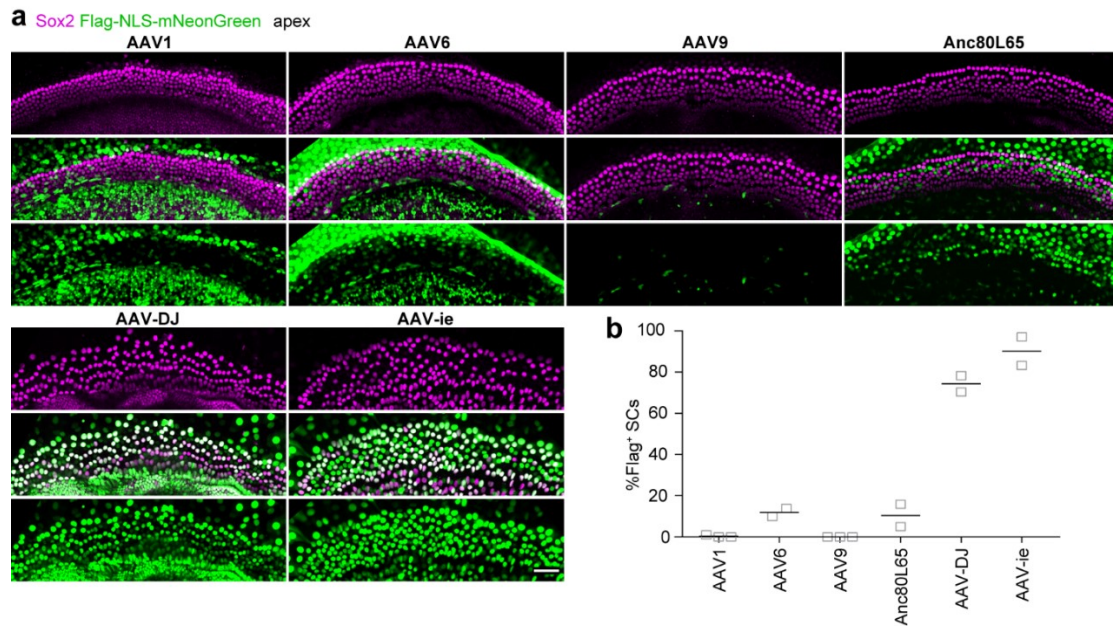 a Sox2 Flag-NLS-mNeonGreen apex
AAV1 AAV6 AAV9 Anc80L65
AAV-DJ AAV-ie
b
%Flag⁺ SCs
100
80
60
40
20
0
AAV1
AAV6
AAV9
Anc80L65
AAV-DJ
AAV-ie